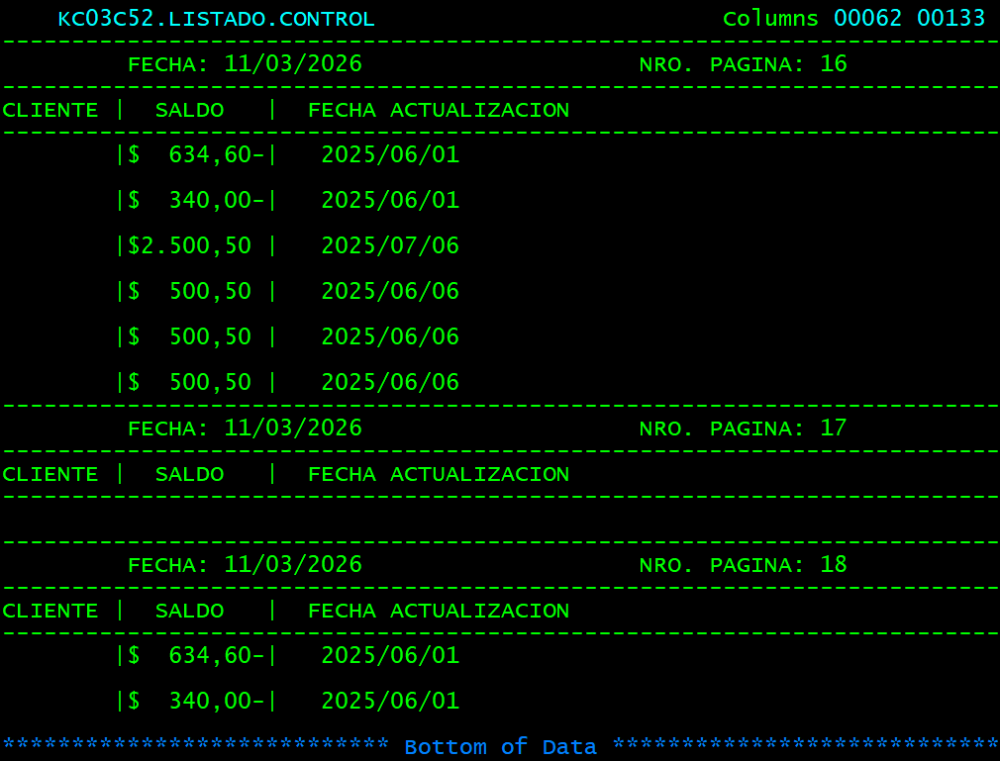 KC03C52.LISTADO.CONTROL Columns 00062 00133
------------------------------------------------------------------------
FECHA: 11/03/2026 NRO. PAGINA: 16
------------------------------------------------------------------------
CLIENTE | SALDO | FECHA ACTUALIZACION
------------------------------------------------------------------------
|$ 634,60-| 2025/06/01
|$ 340,00-| 2025/06/01
|$2.500,50 | 2025/07/06
|$ 500,50 | 2025/06/06
|$ 500,50 | 2025/06/06
|$ 500,50 | 2025/06/06
------------------------------------------------------------------------
FECHA: 11/03/2026 NRO. PAGINA: 17
------------------------------------------------------------------------
CLIENTE | SALDO | FECHA ACTUALIZACION
------------------------------------------------------------------------
------------------------------------------------------------------------
FECHA: 11/03/2026 NRO. PAGINA: 18
------------------------------------------------------------------------
CLIENTE | SALDO | FECHA ACTUALIZACION
------------------------------------------------------------------------
|$ 634,60-| 2025/06/01
|$ 340,00-| 2025/06/01
**************************** Bottom of Data ****************************